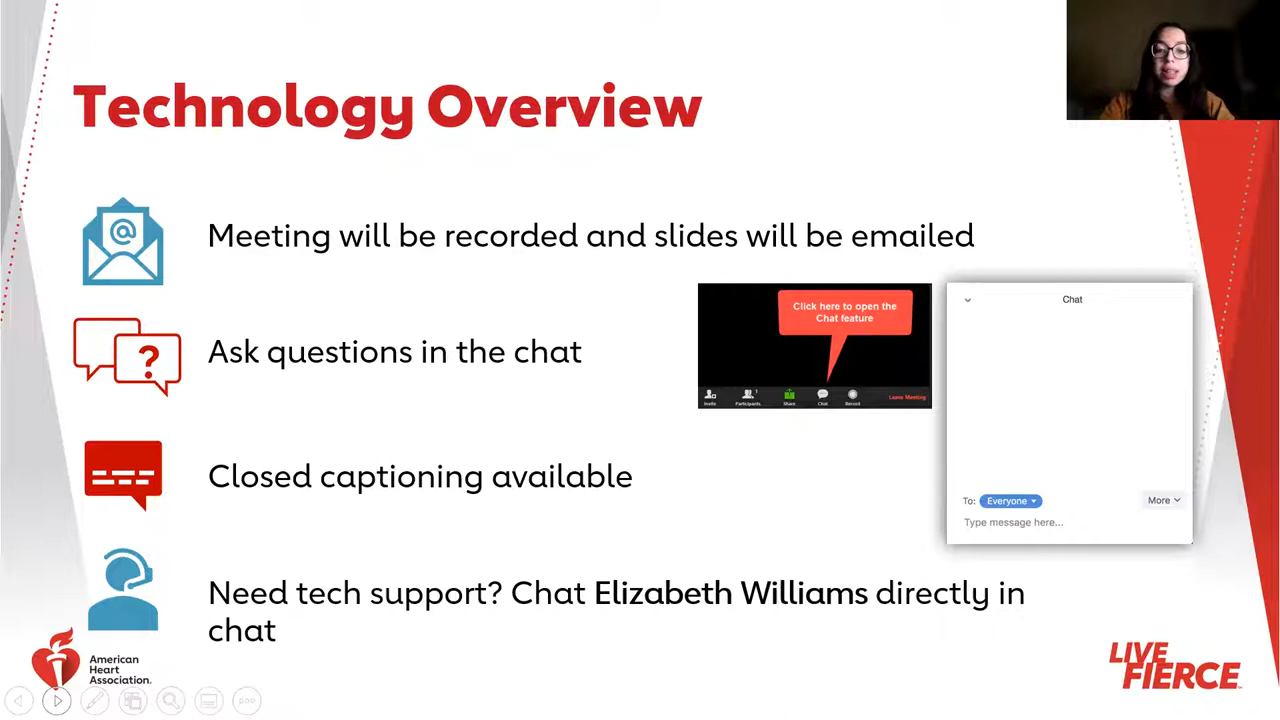 Technology Overview
@
Meeting will be recorded and slides will be emailed
Click here to open the
Chat feature
Invite
Participants
1
Share
Chat
Record
Leave Meeting
Chat
?
Ask questions in the chat
Closed captioning available
To: Everyone
More
Type message here...
Need tech support? Chat Elizabeth Williams directly in
chat
American
Heart
Association.
LIVE
FIERCE™